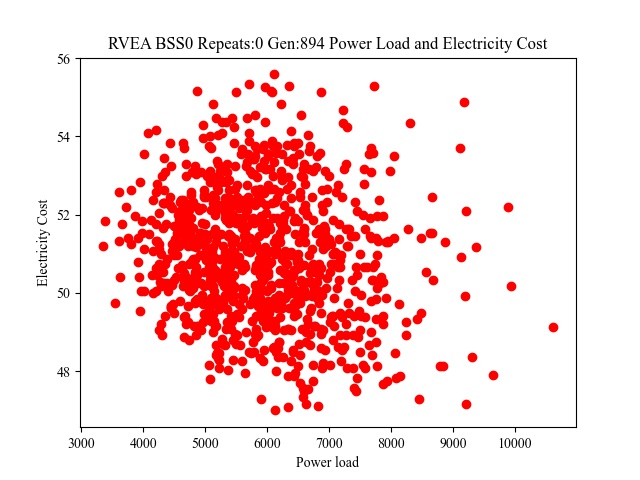 RVEA BSS0 Repeats:0 Gen:894 Power Load and Electricity Cost
56
54
52
50
48
Electricity Cost
3000 4000 5000 6000 7000 8000 9000 10000
Power load